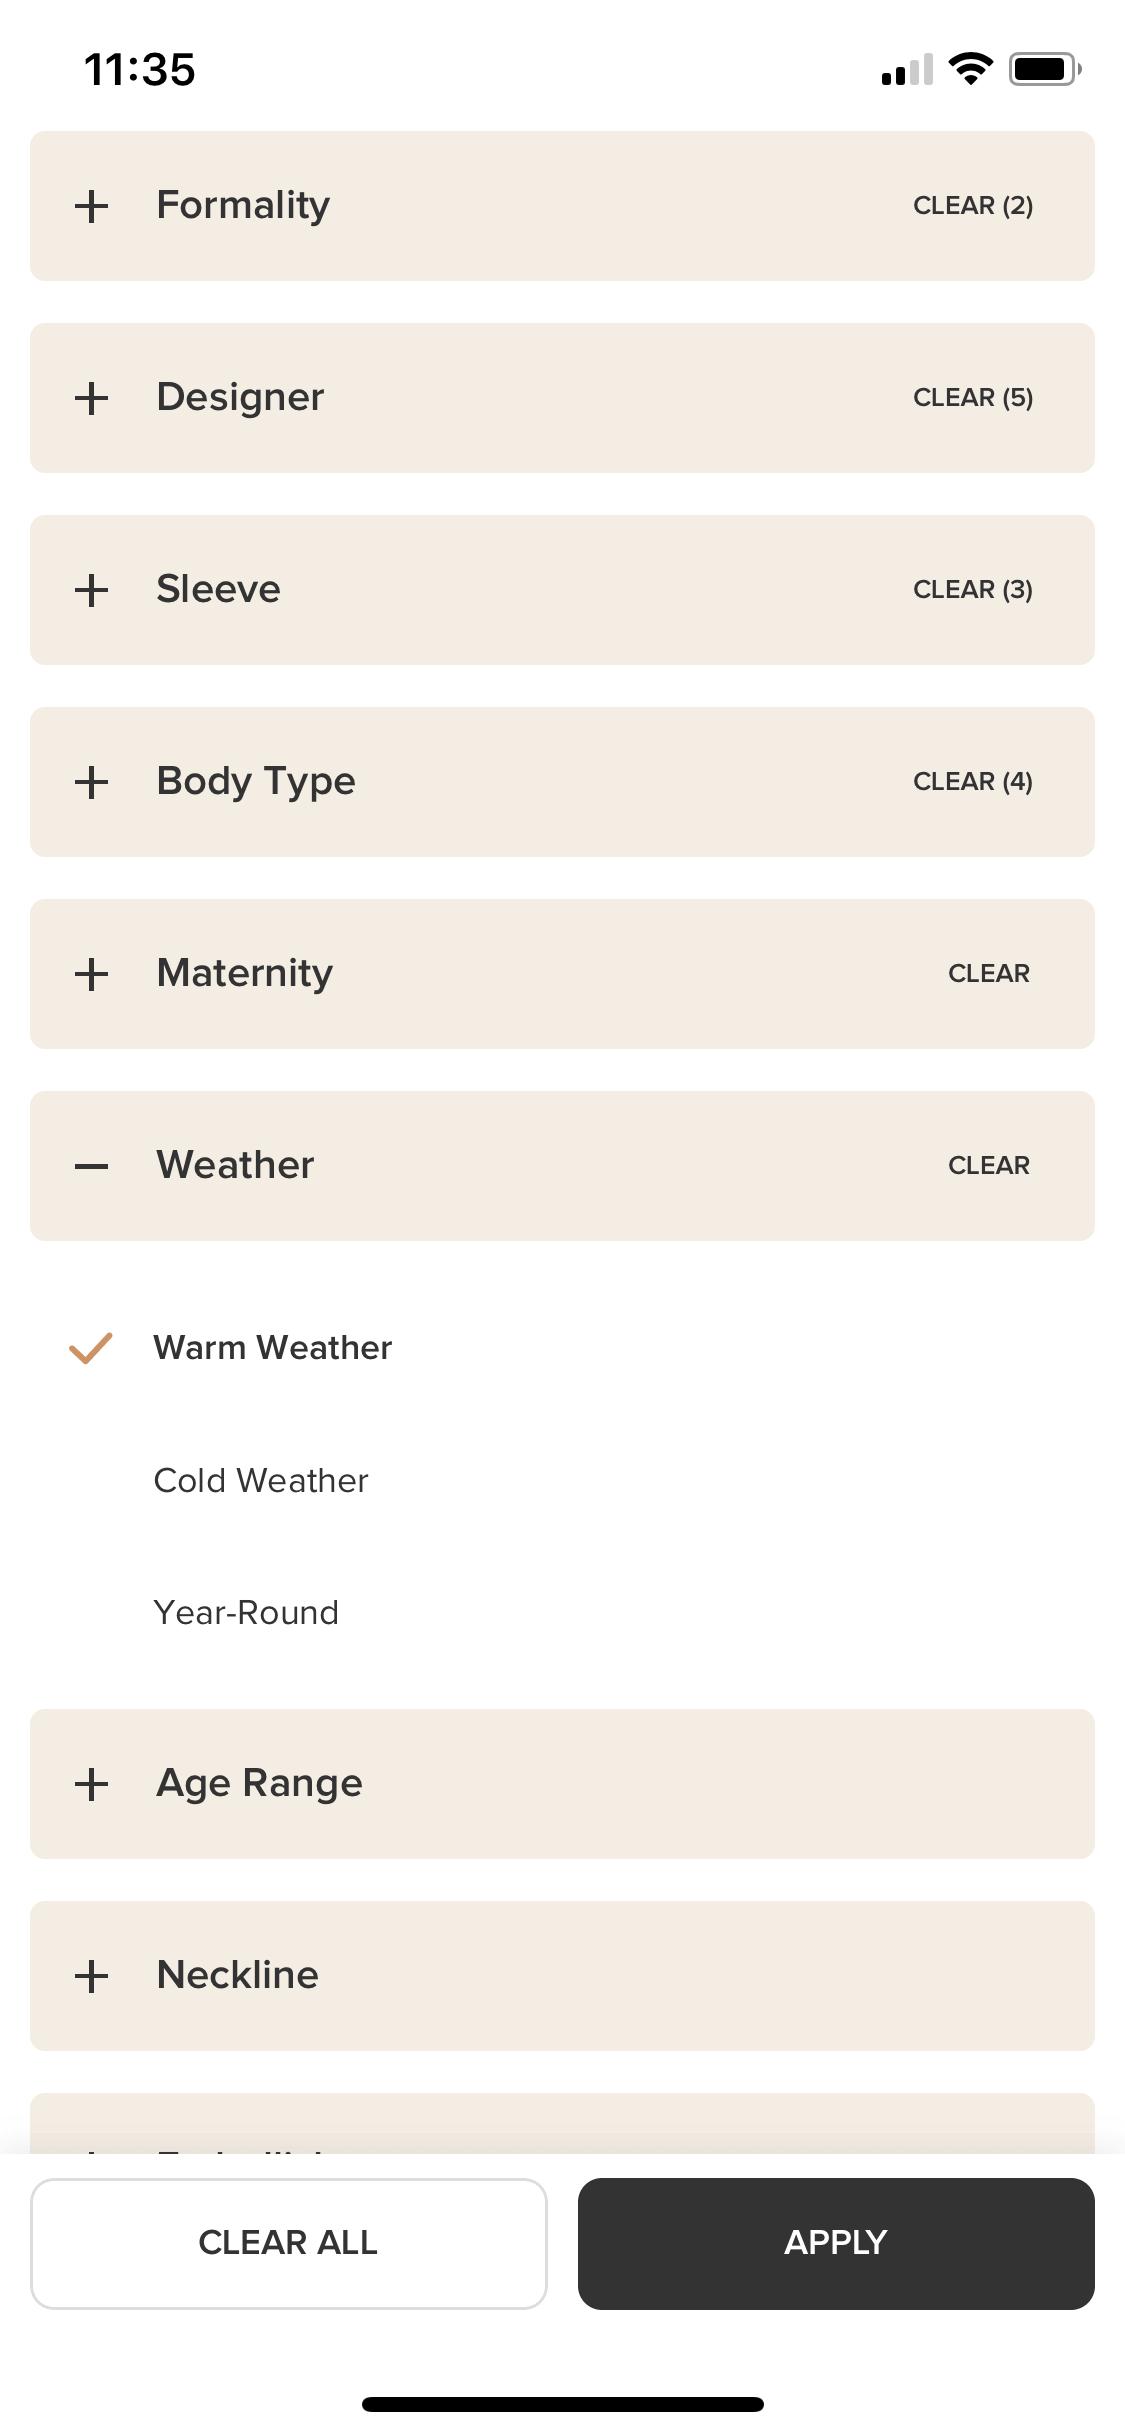 11:35
Formality CLEAR (2)
Designer CLEAR (5)
Sleeve CLEAR (3)
Body Type CLEAR (4)
Maternity CLEAR
Weather CLEAR
Warm Weather
Cold Weather
Year-Round
Age Range
Neckline
CLEAR ALL APPLY